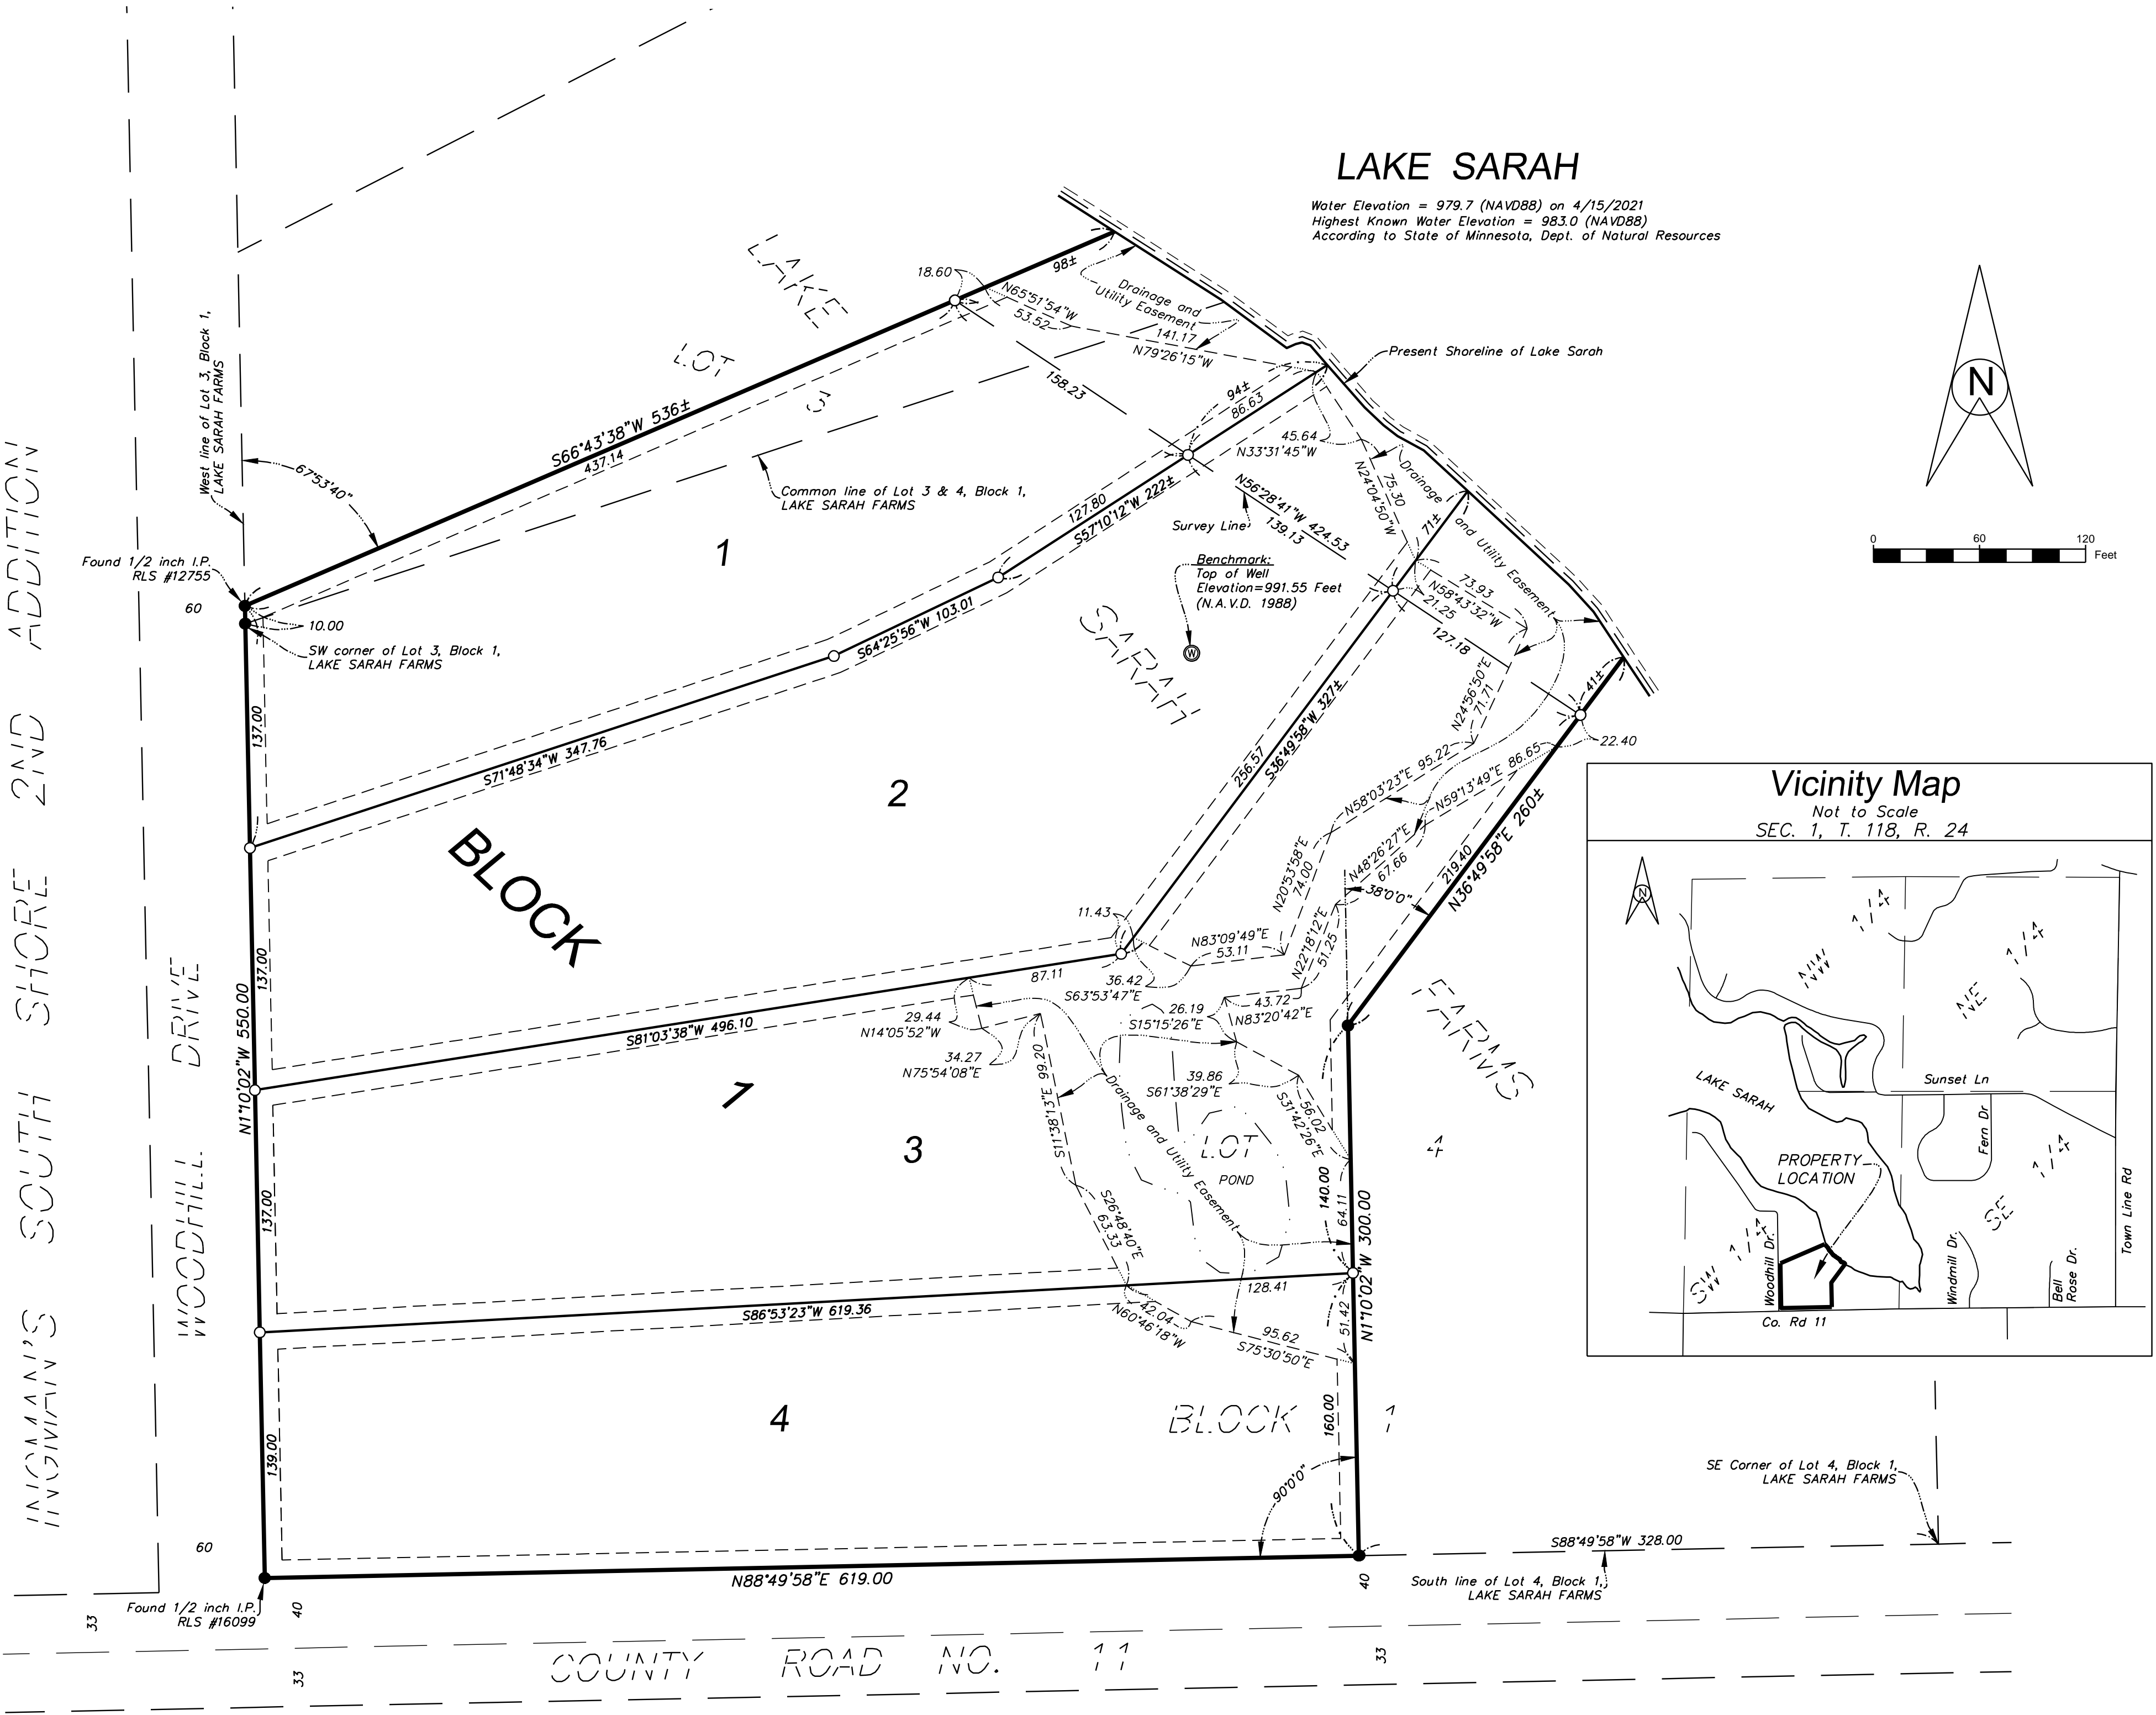 LAKE SARAH
Water Elevation = 979.7 (NAVD88) on 4/15/2021
Highest Known Water Elevation = 983.0 (NAVD88)
According to State of Minnesota, Dept. of Natural Resources
N
0 60 120
Feet
INGMAN'S SOUTH SHORE 2ND ADDITION
WOODHILL DRIVE
West line of Lot 3, Block 1,
LAKE SARAH FARMS
67°53'40"
Found 1/2 inch I.P.
RLS #12755
60
10.00
SW corner of Lot 3, Block 1,
LAKE SARAH FARMS
LAKE
SARAH
FARMS
LOT
3
S66°43'38"W 536±
437.14
18.60
98±
N65°51'54"W
53.52
Drainage and
Utility Easement
141.17
N79°26'15"W
158.23
Present Shoreline of Lake Sarah
Common line of Lot 3 & 4, Block 1,
LAKE SARAH FARMS
1
94±
86.63
127.80
S57°10'12"W 222±
45.64
N33°31'45"W
75.30
N24°04'50"W
Drainage and Utility Easement
N56°28'41"W 424.53
139.13
Survey Line
Benchmark:
Top of Well
Elevation=991.55 Feet
(N.A.V.D. 1988)
W
71±
73.93
N58°43'32"W
21.25
127.18
41±
22.40
S64°25'56"W 103.01
S71°48'34"W 347.76
137.00
2
256.57
S36°49'58"W 327±
N24°56'50"E
71.71
N58°03'23"E 95.22
N59°13'49"E 86.65
N48°26'27"E
67.66
N20°53'58"E
74.00
38°0'0"
219.40
N36°49'58"E 260±
BLOCK
1
137.00
N1°10'02"W 550.00
11.43
87.11
36.42
S63°53'47"E
N83°09'49"E
53.11
N22°18'12"E
51.25
26.19
S15°15'26"E
43.72
N83°20'42"E
29.44
N14°05'52"W
34.27
N75°54'08"E
S81°03'38"W 496.10
39.86
S61°38'29"E
56.02
S31°42'26"E
S11°38'13"E 99.20
Drainage and Utility Easement
LOT
4
POND
3
137.00
S26°48'40"E
63.33
140.00
64.11
N1°10'02"W 300.00
128.41
S86°53'23"W 619.36
42.04
N60°46'18"W
95.62
S75°30'50"E
51.42
4
139.00
BLOCK 1
160.00
90°0'0"
60
N88°49'58"E 619.00
Found 1/2 inch I.P.
RLS #16099
40
40
S88°49'58"W 328.00
South line of Lot 4, Block 1,
LAKE SARAH FARMS
SE Corner of Lot 4, Block 1,
LAKE SARAH FARMS
33
33
33
COUNTY ROAD NO. 11
Vicinity Map
Not to Scale
SEC. 1, T. 118, R. 24
N
NW 1/4
NE 1/4
SW 1/4
SE 1/4
LAKE SARAH
Sunset Ln
Fern Dr
PROPERTY
LOCATION
Woodhill Dr.
Windmill Dr.
Bell
Rose Dr.
Town Line Rd
Co. Rd 11